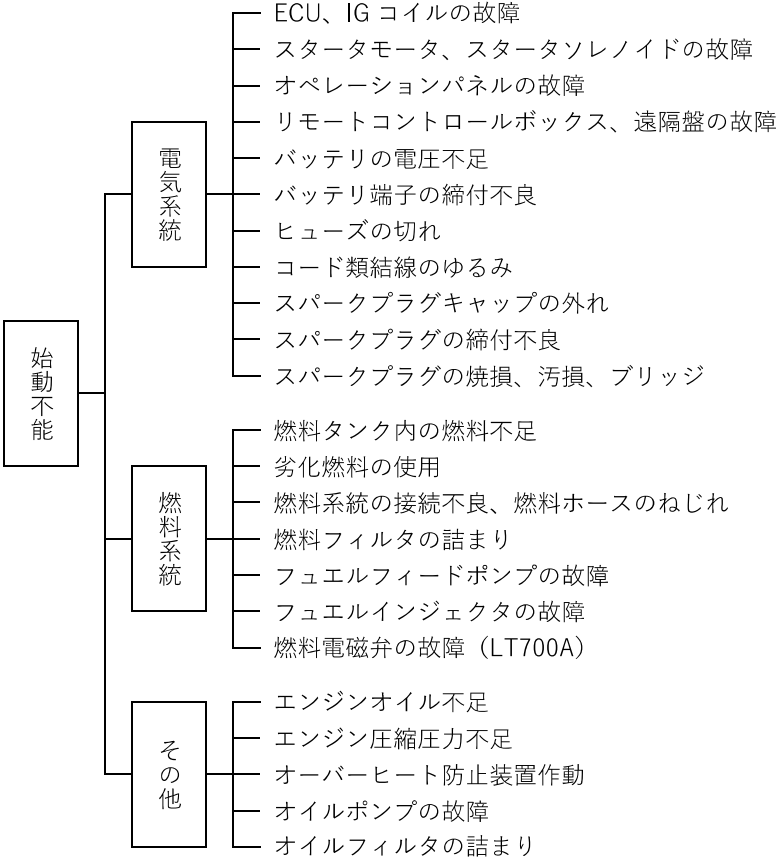 始動不能
電気系統
ECU、IG コイルの故障
スタータモータ、スタータソレノイドの故障
オペレーションパネルの故障
リモートコントロールボックス、遠隔盤の故障
バッテリの電圧不足
バッテリ端子の締付不良
ヒューズの切れ
コード類結線のゆるみ
スパークプラグキャップの外れ
スパークプラグの締付不良
スパークプラグの焼損、汚損、ブリッジ
燃料系統
燃料タンク内の燃料不足
劣化燃料の使用
燃料系統の接続不良、燃料ホースのねじれ
燃料フィルタの詰まり
フュエルフィードポンプの故障
フュエルインジェクタの故障
燃料電磁弁の故障（LT700A）
その他
エンジンオイル不足
エンジン圧縮圧力不足
オーバーヒート防止装置作動
オイルポンプの故障
オイルフィルタの詰まり